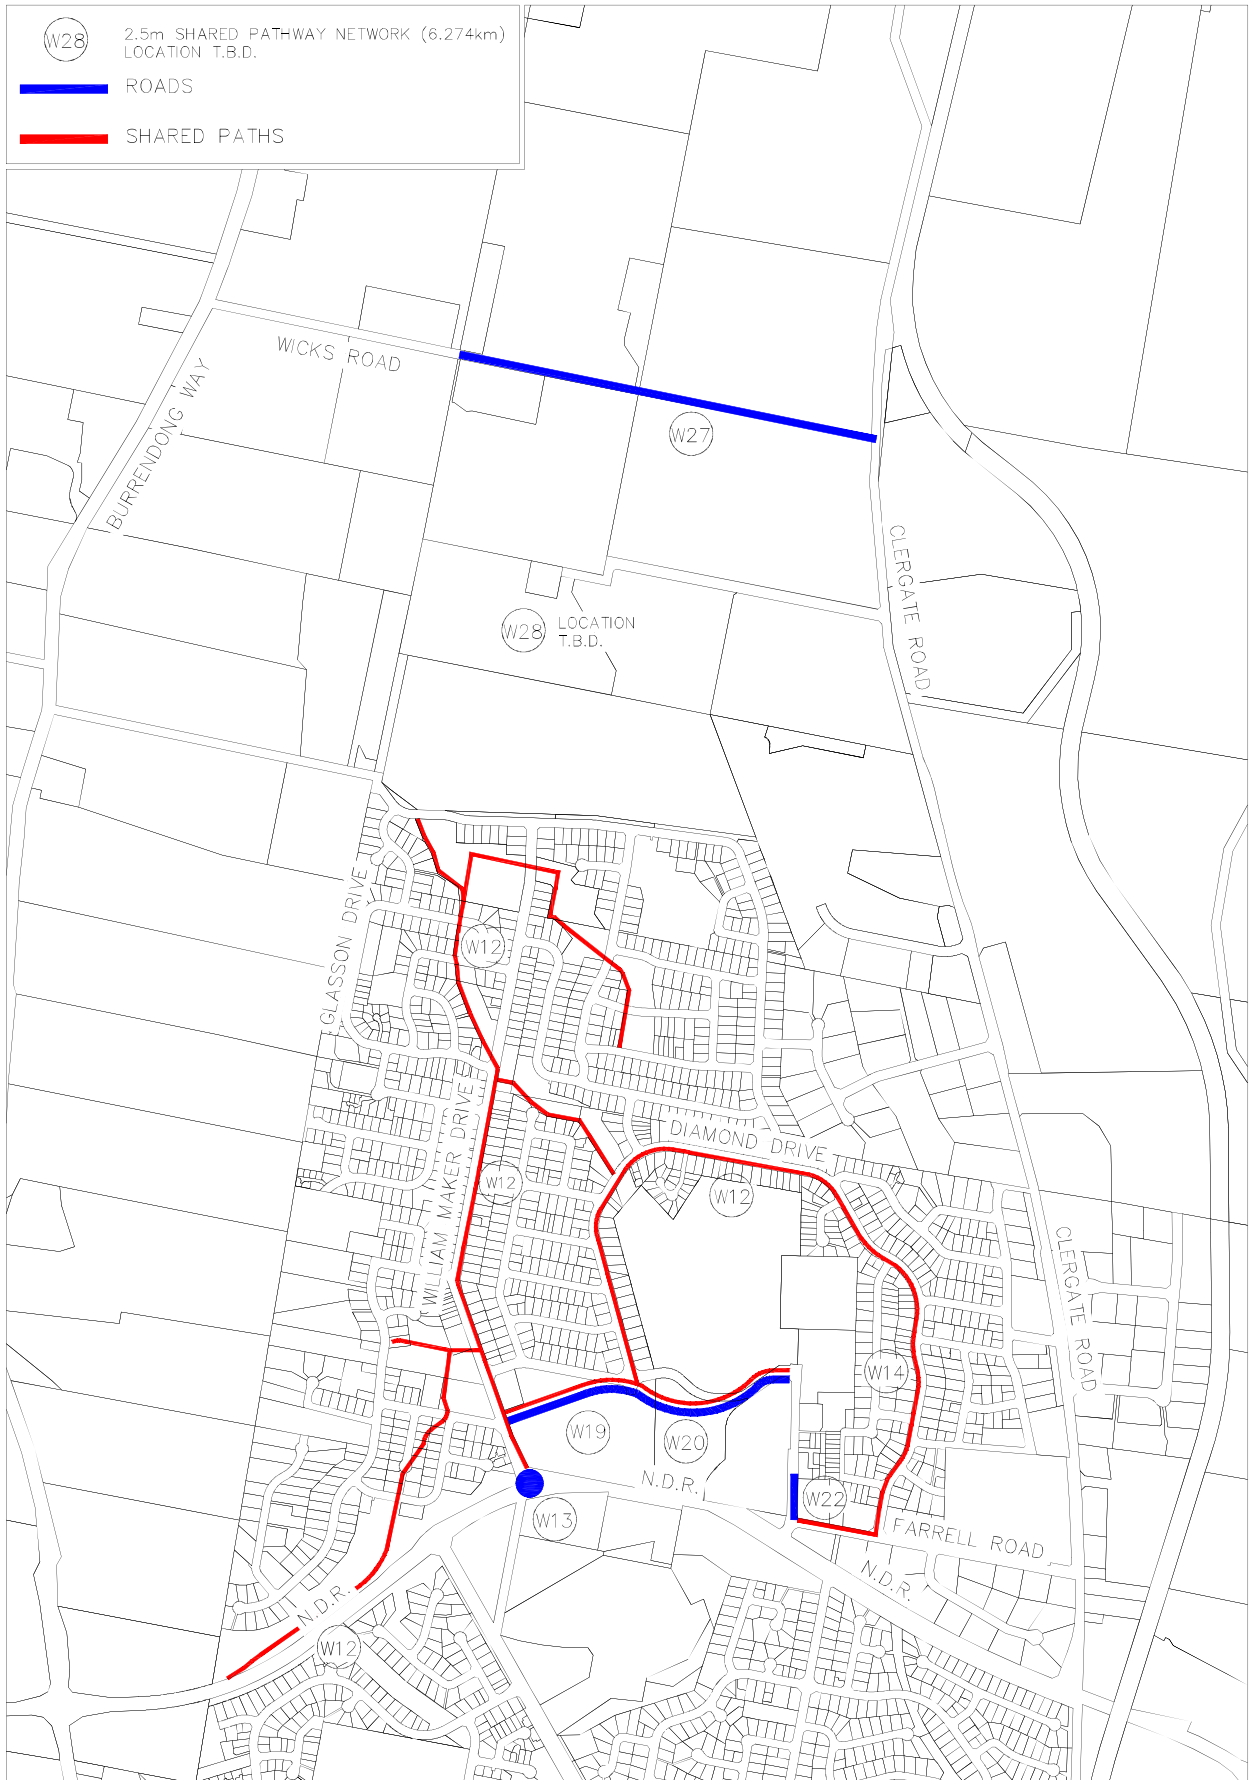 W28 2.5m SHARED PATHWAY NETWORK (6.274km)
LOCATION T.B.D.
ROADS
SHARED PATHS
WICKS ROAD
BURRENDONG WAY
W27
CLERGATE ROAD
W28 LOCATION
T.B.D.
GLASSON DRIVE
W12
WILLIAM MAKER DRIVE
DIAMOND DRIVE
W12
W12
CLERGATE ROAD
W14
W19
W20
N.D.R.
W22
W13
FARRELL ROAD
N.D.R.
N.D.R.
W12